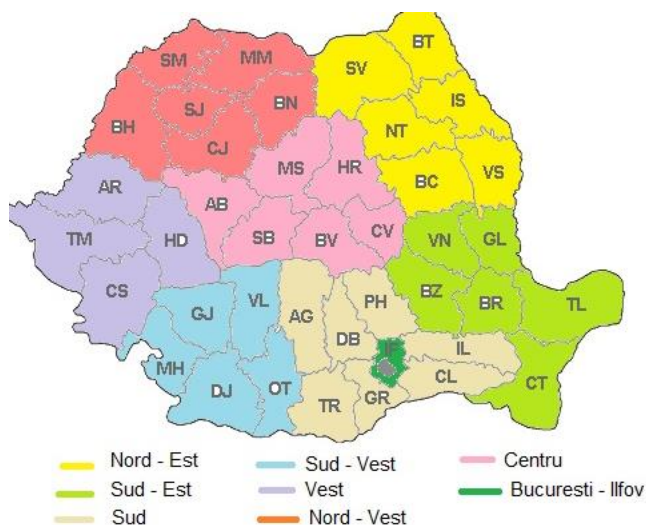 BT
SM MM SV
SJ BN IS
BH NT
CJ
MS HR BC VS
AR
AB
TM HD SB BV CV VN GL
CS BZ BR TL
GJ VL AG PH
DB IL
MH CL CT
DJ OT TR GR
Nord - Est Sud - Vest Centru
Sud - Est Vest Bucuresti - Ilfov
Sud Nord - Vest